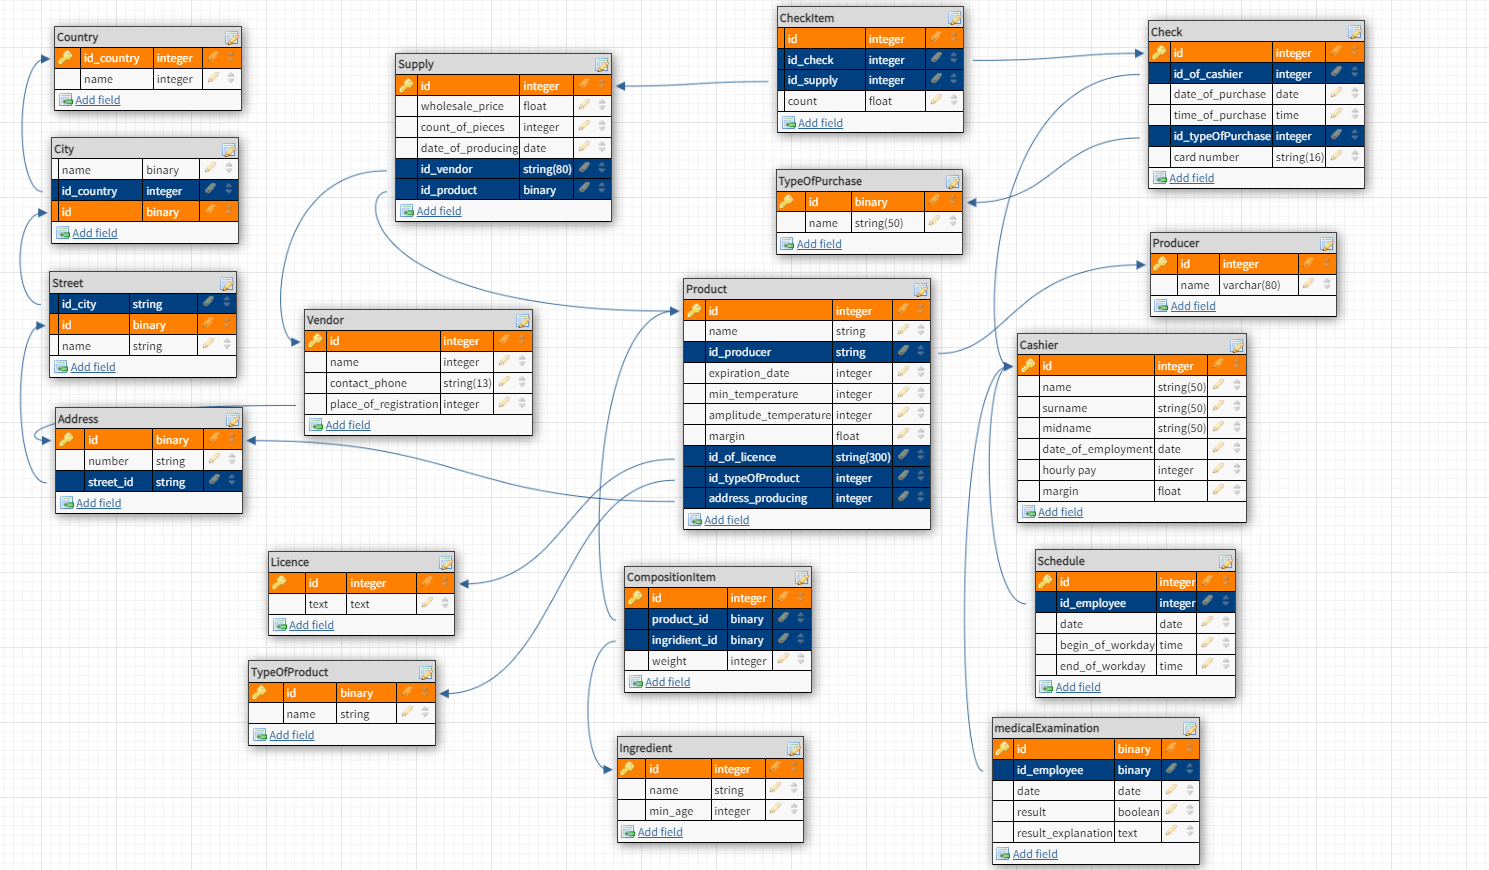 Country
id_country integer
name integer
Add field
City
name binary
id_country integer
id binary
Add field
Street
id_city string
id binary
name string
Add field
Address
id binary
number string
street_id string
Add field
Supply
id integer
wholesale_price float
count_of_pieces integer
date_of_producing date
id_vendor string(80)
id_product binary
Add field
Vendor
id integer
name integer
contact_phone string(13)
place_of_registration integer
Add field
Licence
id integer
text text
Add field
TypeOfProduct
id binary
name string
Add field
CheckItem
id integer
id_check integer
id_supply integer
count float
Add field
TypeOfPurchase
id binary
name string(50)
Add field
Product
id integer
name string
id_producer string
expiration_date integer
min_temperature integer
amplitude_temperature integer
margin float
id_of_licence string(300)
id_typeOfProduct integer
address_producing integer
Add field
CompositionItem
id integer
product_id binary
ingridient_id binary
weight integer
Add field
Ingredient
id integer
name string
min_age integer
Add field
Check
id integer
id_of_cashier integer
date_of_purchase date
time_of_purchase time
id_typeOfPurchase integer
card number string(16)
Add field
Producer
id integer
name varchar(80)
Add field
Cashier
id integer
name string(50)
surname string(50)
midname string(50)
date_of_employment date
hourly pay integer
margin float
Add field
Schedule
id integer
id_employee integer
date date
begin_of_workday time
end_of_workday time
Add field
medicalExamination
id binary
id_employee binary
date date
result boolean
result_explanation text
Add field